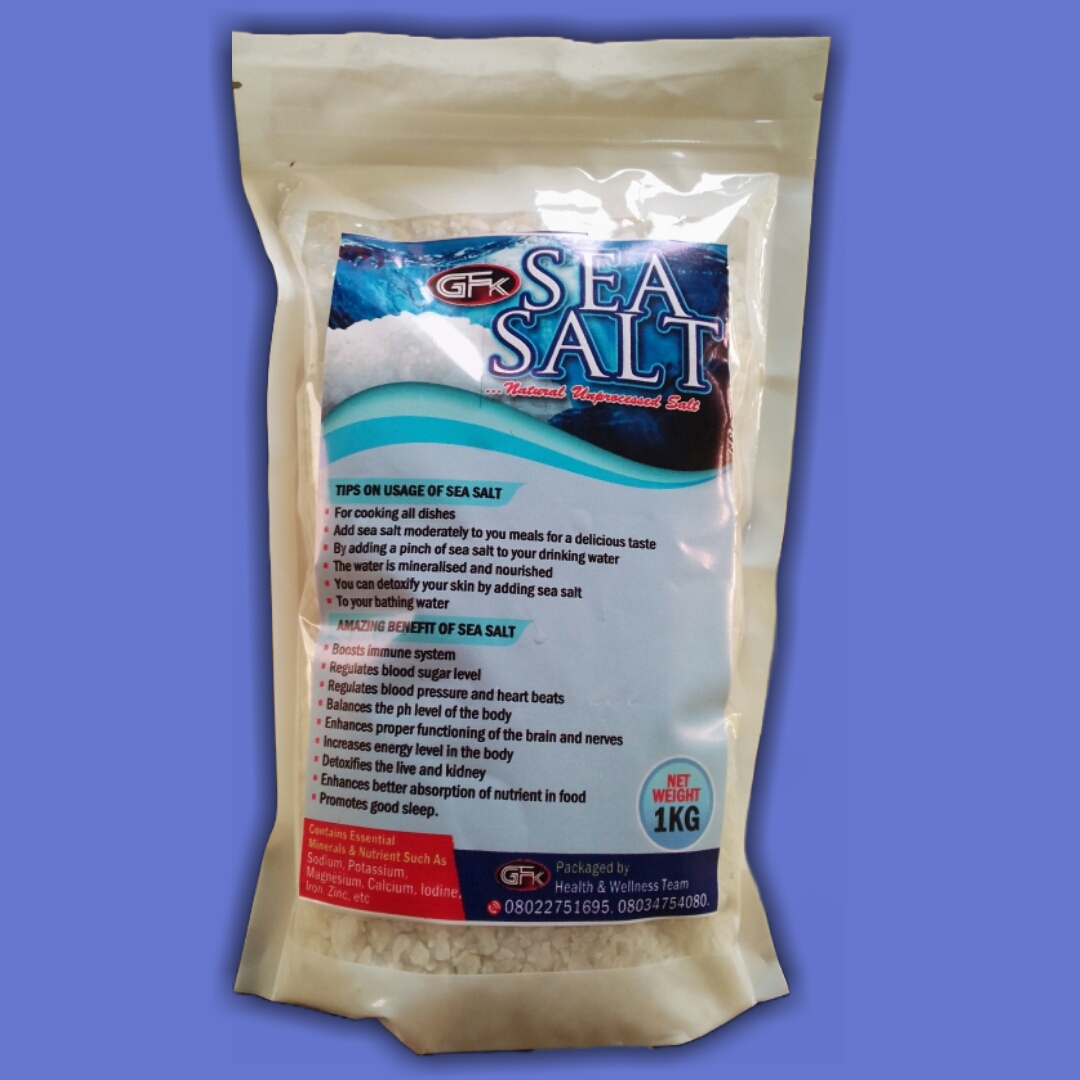 GFK SEA
SALT
...Natural Unprocessed Salt
TIPS ON USAGE OF SEA SALT
For cooking all dishes
Add sea salt moderately to you meals for a delicious taste
By adding a pinch of sea salt to your drinking water
The water is mineralised and nourished
You can detoxify your skin by adding sea salt
To your bathing water
AMAZING BENEFIT OF SEA SALT
Boosts immune system
Regulates blood sugar level
Regulates blood pressure and heart beats
Balances the ph level of the body
Enhances proper functioning of the brain and nerves
Increases energy level in the body
Detoxifies the live and kidney
Enhances better absorption of nutrient in food
Promotes good sleep.
NET
WEIGHT
1KG
Contains Essential
Minerals & Nutrient Such As
Sodium, Potassium,
Magnesium, Calcium, Iodine,
Iron, Zinc, etc
GFK Packaged by
Health & Wellness Team
08022751695, 08034754080.